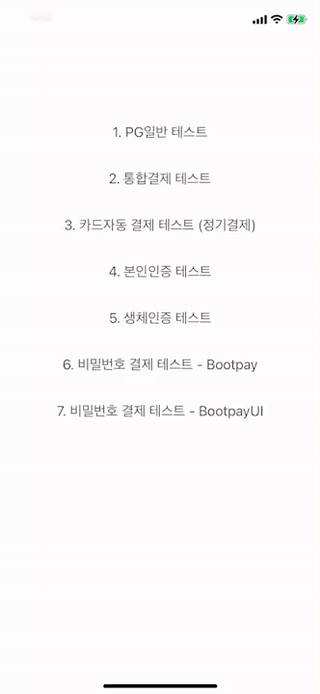 1. PG일반 테스트
2. 통합결제 테스트
3. 카드자동 결제 테스트 (정기결제)
4. 본인인증 테스트
5. 생체인증 테스트
6. 비밀번호 결제 테스트 - Bootpay
7. 비밀번호 결제 테스트 - BootpayUI